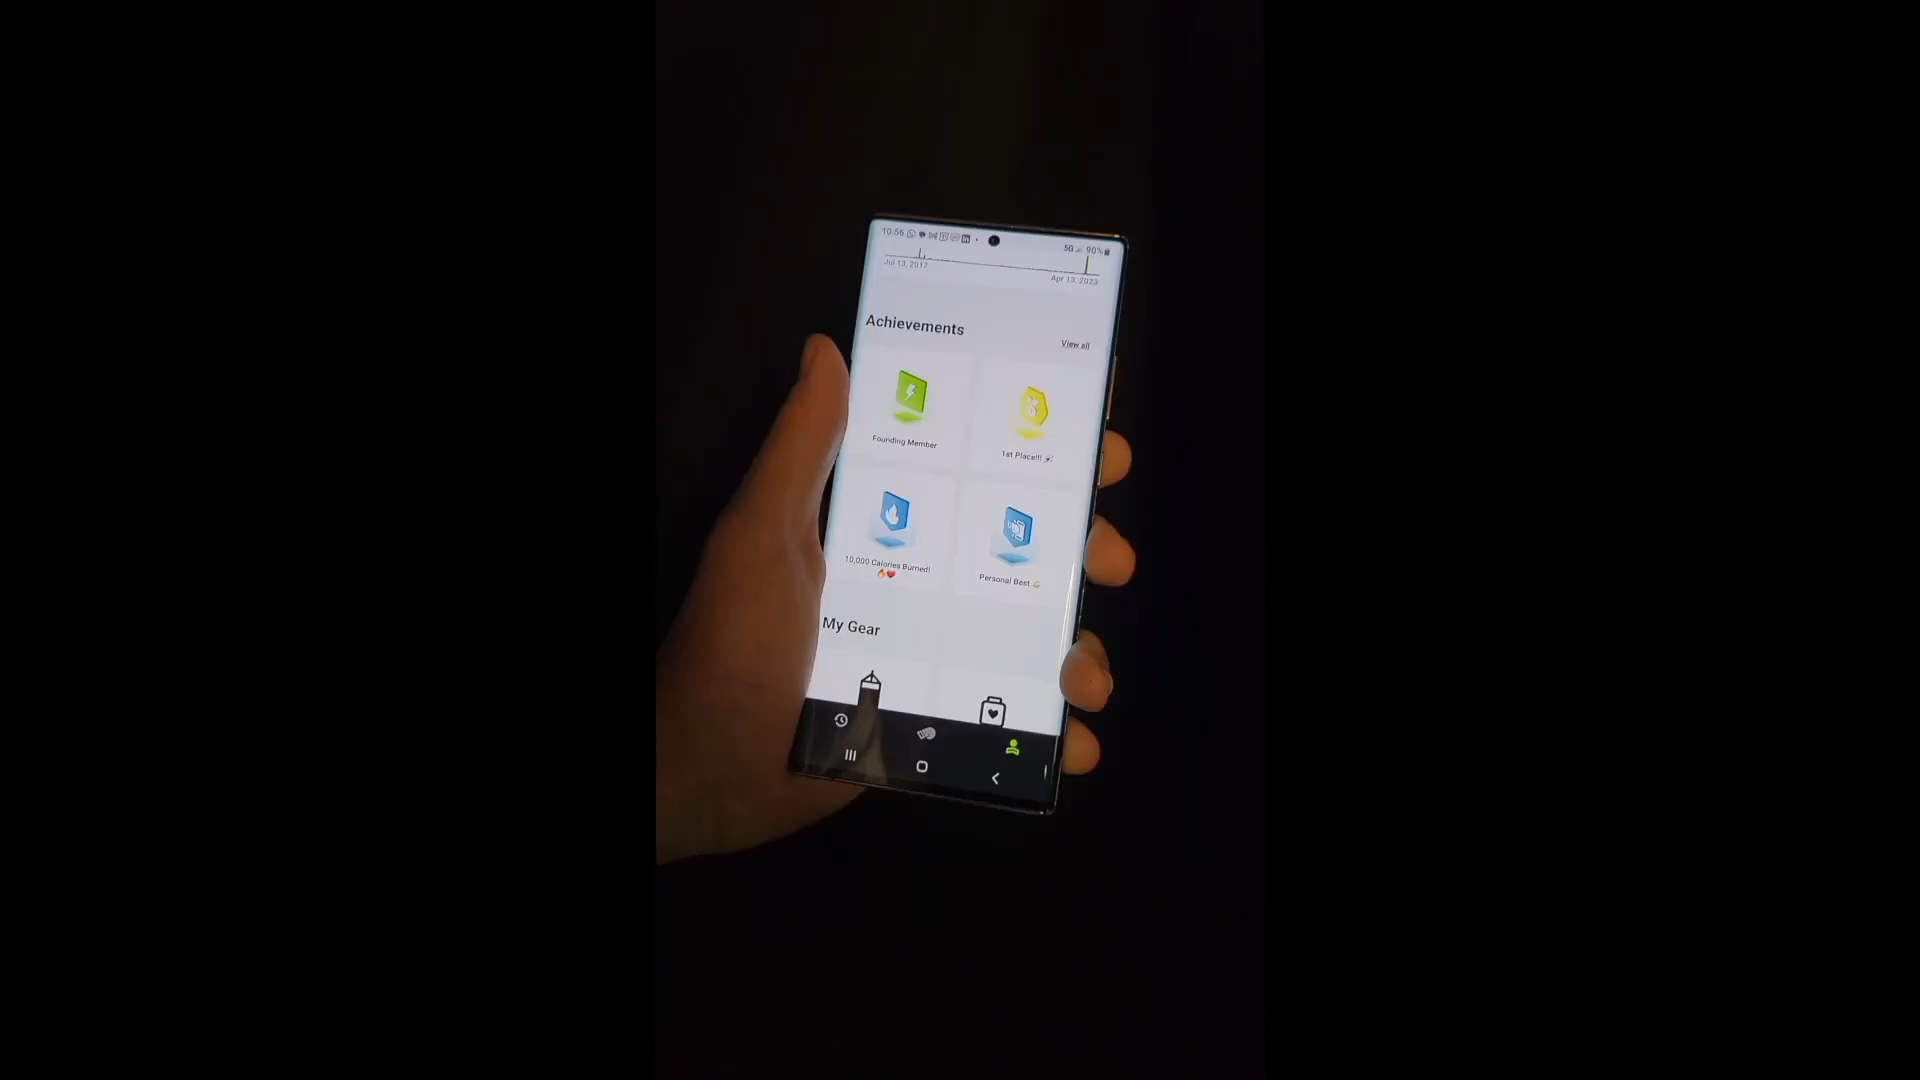 10:56
5G 90%
Jul 13, 2017
Apr 13, 2023
Achievements
View all
Founding Member
1st Place!!!
10,000 Calories Burned!
🔥❤️
Personal Best 💪
My Gear